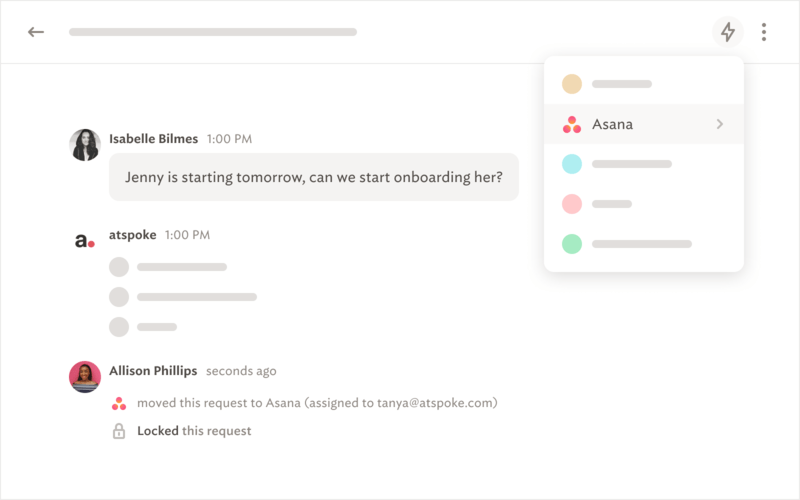 Asana
Isabelle Bilmes 1:00 PM
Jenny is starting tomorrow, can we start onboarding her?
a.
atspoke 1:00 PM
Allison Phillips seconds ago
moved this request to Asana (assigned to tanya@atspoke.com)
Locked this request